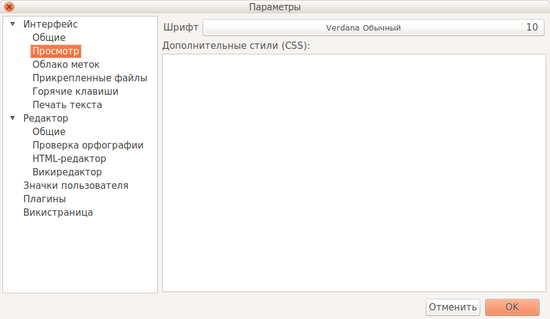 Параметры
Интерфейс
Общие
Просмотр
Облако меток
Прикрепленные файлы
Горячие клавиши
Печать текста
Редактор
Общие
Проверка орфографии
HTML-редактор
Викиредактор
Значки пользователя
Плагины
Викистраница
Шрифт Verdana Обычный 10
Дополнительные стили (CSS):
Отменить OK